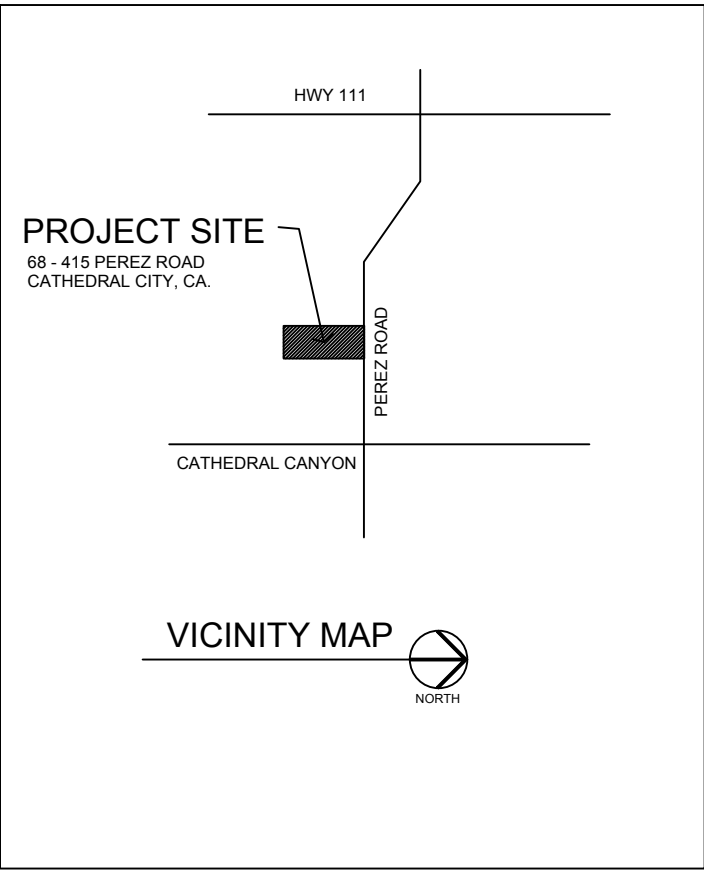 HWY 111
PROJECT SITE
68 - 415 PEREZ ROAD
CATHEDRAL CITY, CA.
PEREZ ROAD
CATHEDRAL CANYON
VICINITY MAP
NORTH